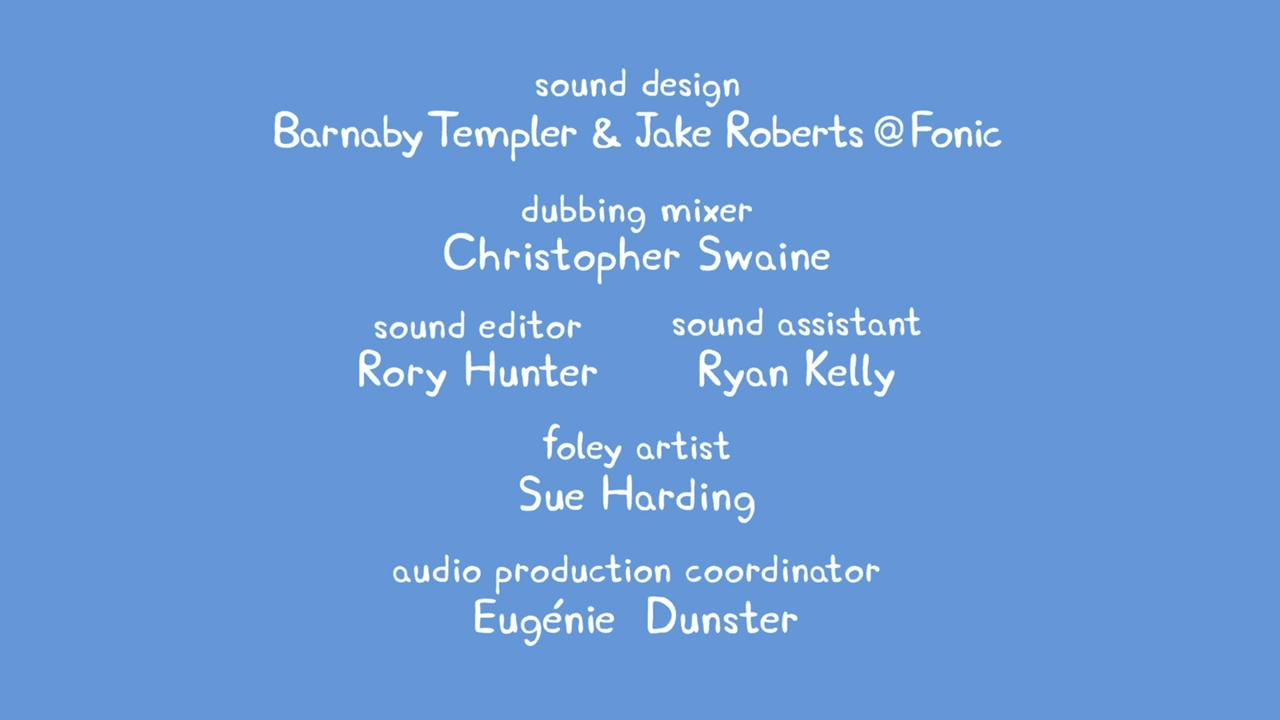 sound design
Barnaby Templer & Jake Roberts @ Fonic
dubbing mixer
Christopher Swaine
sound editor
Rory Hunter
sound assistant
Ryan Kelly
foley artist
Sue Harding
audio production coordinator
Eugénie Dunster